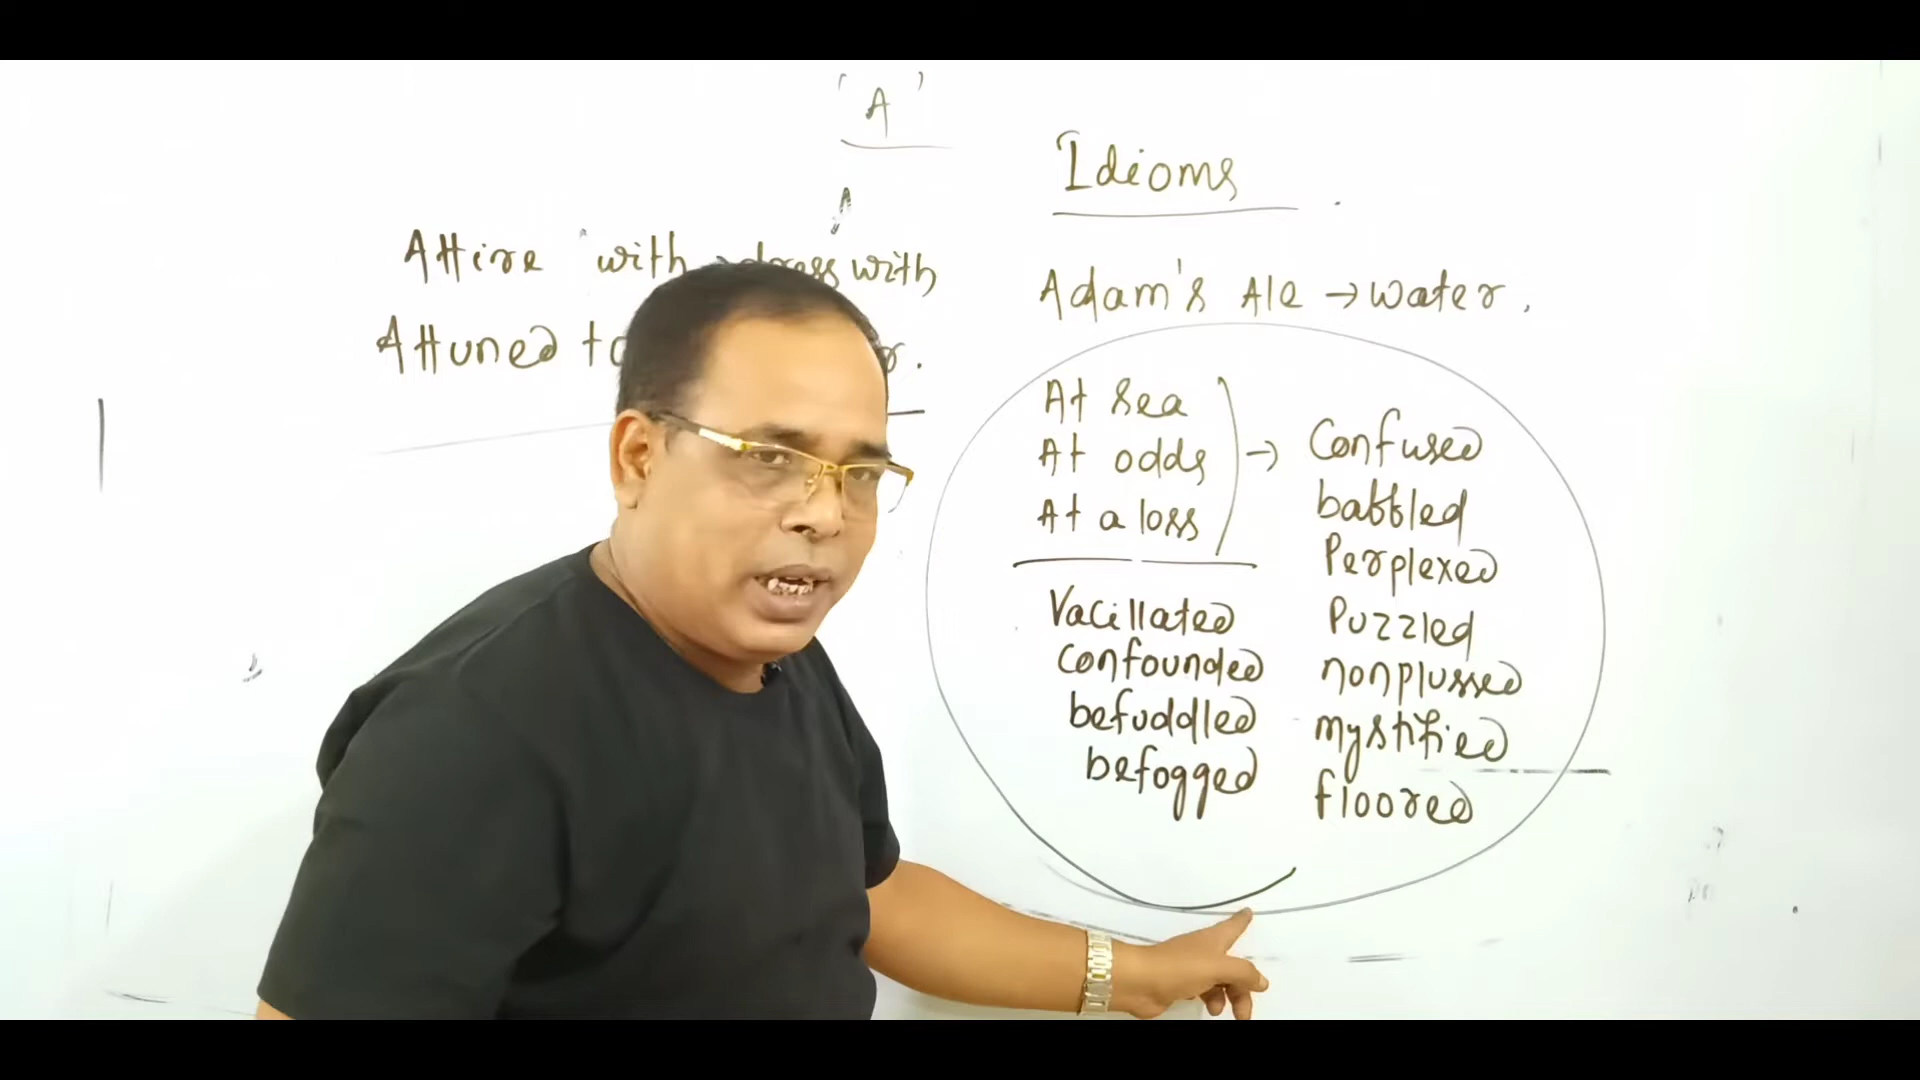 'A'
Attire with → dress with
Attuned to
Idioms
Adam's Ale → water.
At sea
At odds
At a loss
→ Confused
baffled
Perplexed
Puzzled
nonplussed
mystified
floored
Vacillated
confounded
befuddled
befogged